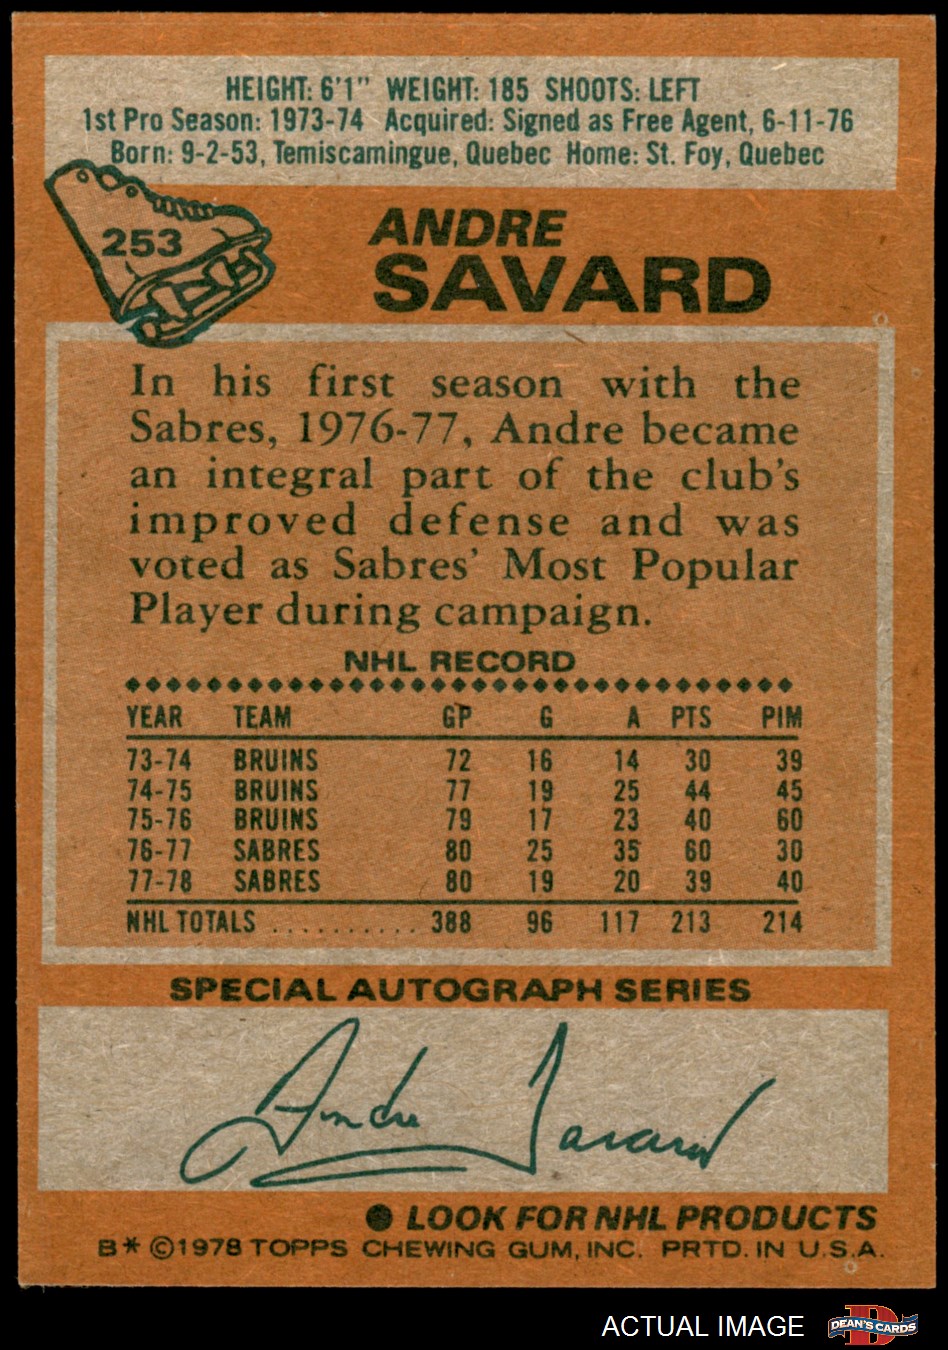 HEIGHT: 6'1" WEIGHT: 185 SHOOTS: LEFT
1st Pro Season: 1973-74 Acquired: Signed as Free Agent, 6-11-76
Born: 9-2-53, Temiscamingue, Quebec Home: St. Foy, Quebec
253
ANDRE
SAVARD
In his first season with the
Sabres, 1976-77, Andre became
an integral part of the club's
improved defense and was
voted as Sabres' Most Popular
Player during campaign.
NHL RECORD
YEAR TEAM GP G A PTS PIM
73-74 BRUINS 72 16 14 30 39
74-75 BRUINS 77 19 25 44 45
75-76 BRUINS 79 17 23 40 60
76-77 SABRES 80 25 35 60 30
77-78 SABRES 80 19 20 39 40
NHL TOTALS .......... 388 96 117 213 214
SPECIAL AUTOGRAPH SERIES
Andre Savard
● LOOK FOR NHL PRODUCTS
B* ©1978 TOPPS CHEWING GUM, INC. PRTD. IN U.S.A.
ACTUAL IMAGE
DEAN'S CARDS